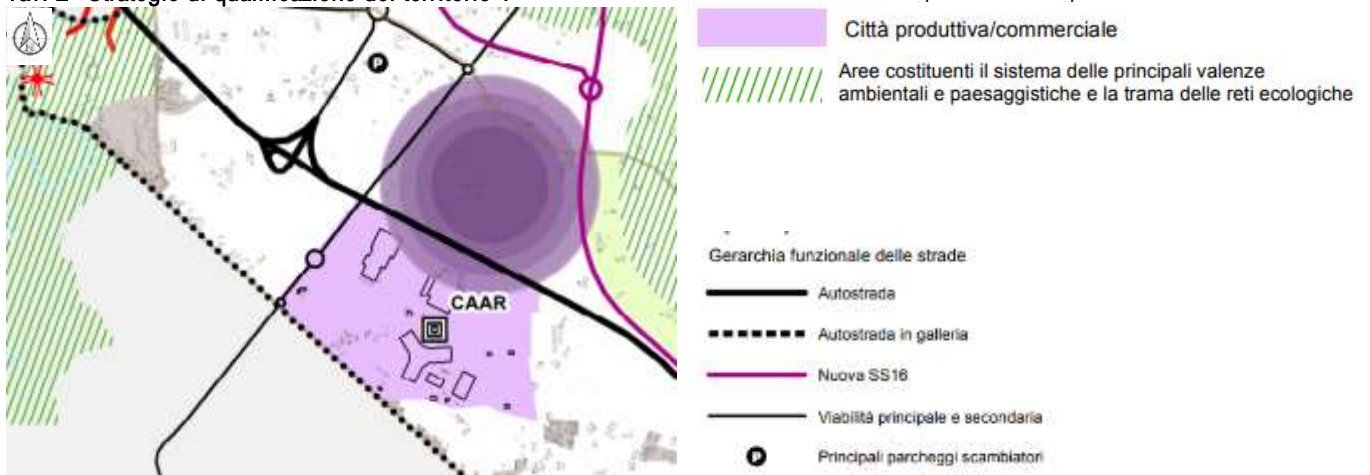 Città produttiva/commerciale
Aree costituenti il sistema delle principali valenze
ambientali e paesaggistiche e la trama delle reti ecologiche
P
CAAR
Gerarchia funzionale delle strade
Autostrada
Autostrada in galleria
Nuova SS16
Viabilità principale e secondaria
P Principali parcheggi scambiatori